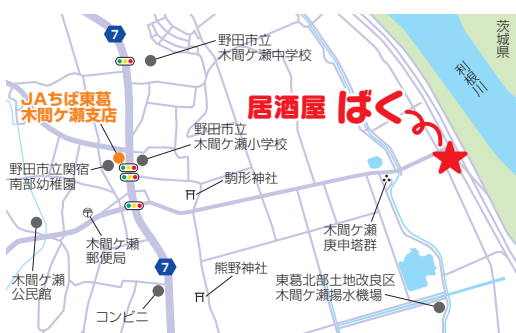 7
野田市立
木間ケ瀬中学校
茨城県
利根川
JAちば東葛
木間ケ瀬支店
居酒屋 ばく
野田市立
木間ケ瀬小学校
野田市立関宿
南部幼稚園
駒形神社
木間ケ瀬
郵便局
木間ケ瀬
庚申塔群
木間ケ瀬
公民館
7
熊野神社
東葛北部土地改良区
木間ケ瀬揚水機場
コンビニ